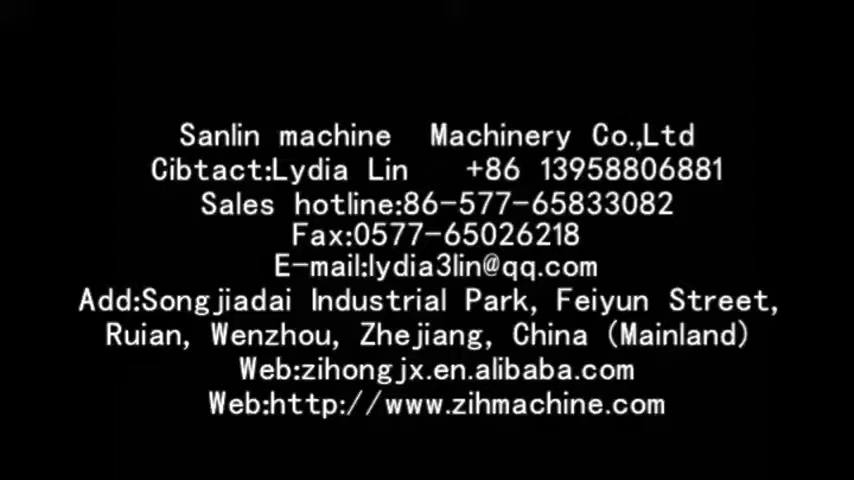 Sanlin machine Machinery Co.,Ltd
Cibtact:Lydia Lin +86 13958806881
Sales hotline:86-577-65833082
Fax:0577-65026218
E-mail:lydia3lin@qq.com
Add:Songjiadai Industrial Park, Feiyun Street,
Ruian, Wenzhou, Zhejiang, China (Mainland)
Web:zihongjx.en.alibaba.com
Web:http://www.zihmachine.com